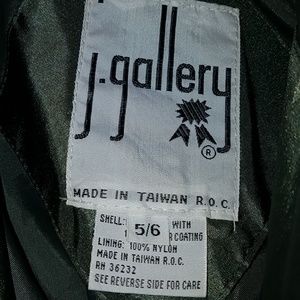 j.gallery
®
MADE IN TAIWAN R.O.C.
SHELL: 5/6 WITH
COATING
LINING: 100% NYLON
MADE IN TAIWAN R.O.C.
RN 36232
SEE REVERSE SIDE FOR CARE